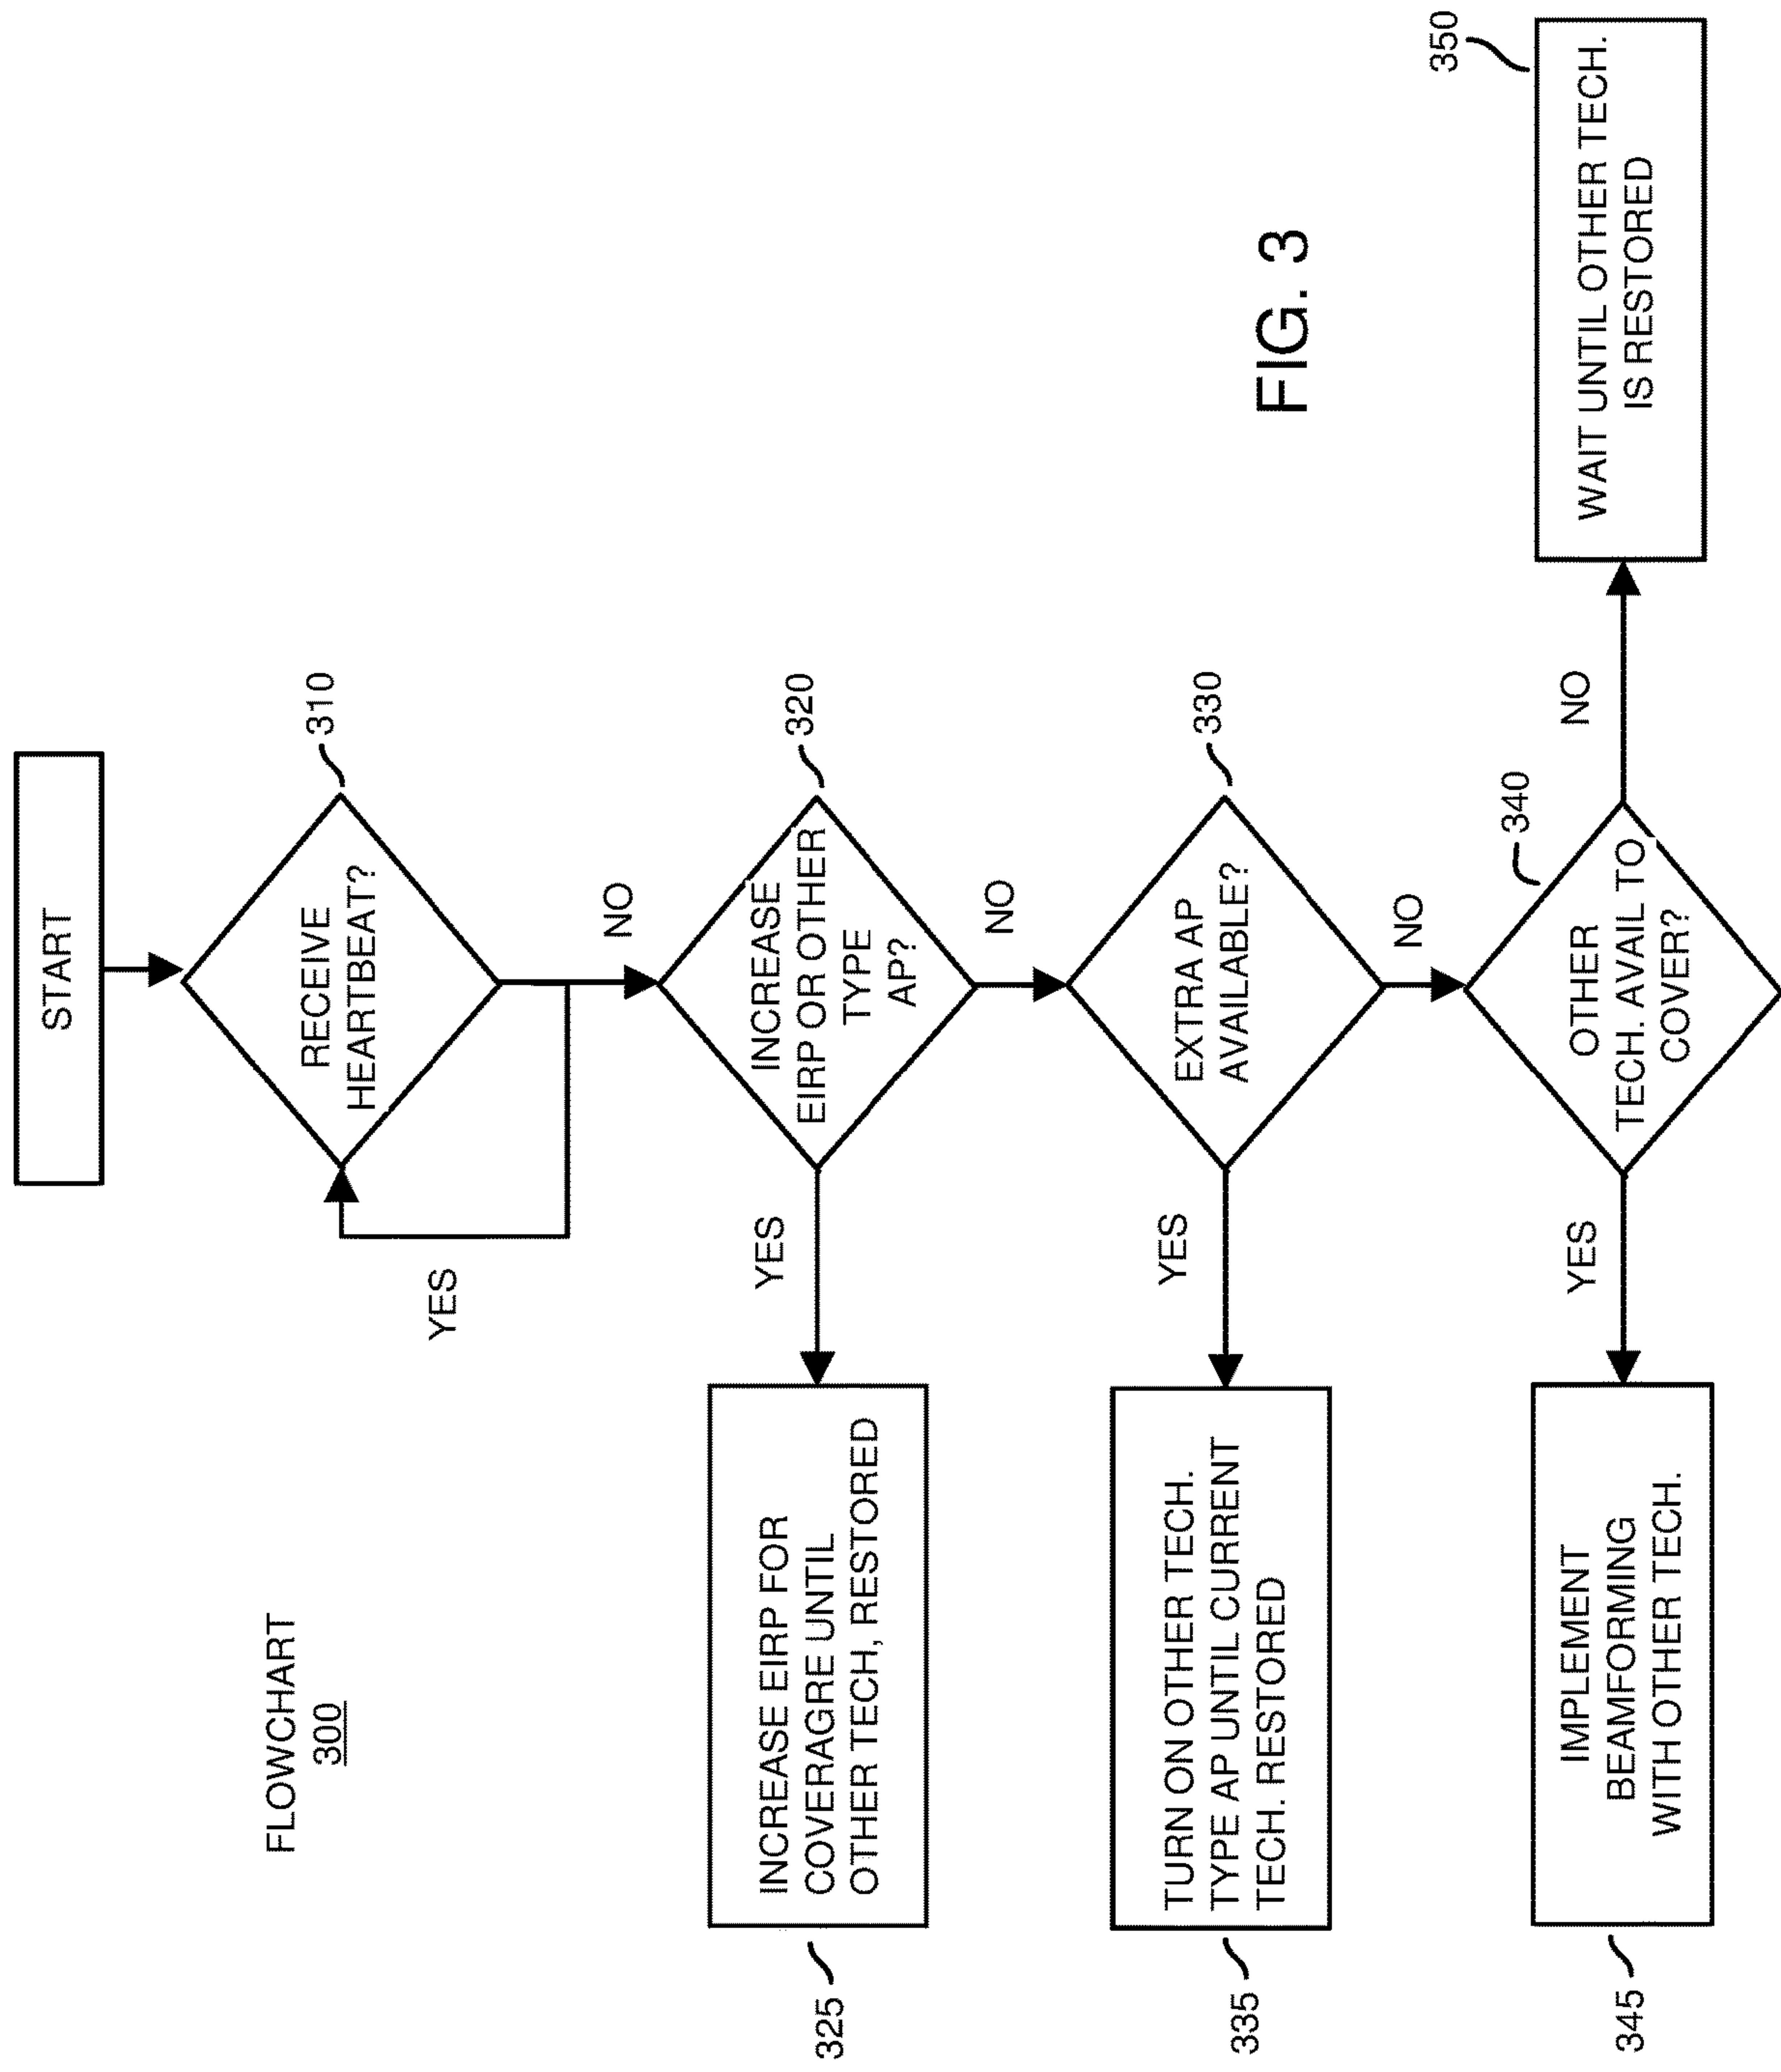 FLOWCHART
300
START
310
RECEIVE
HEARTBEAT?
YES
NO
320
INCREASE
EIRP OR OTHER
TYPE
AP?
YES
NO
325
INCREASE EIRP FOR
COVERAGRE UNTIL
OTHER TECH, RESTORED
330
EXTRA AP
AVAILABLE?
YES
NO
335
TURN ON OTHER TECH.
TYPE AP UNTIL CURRENT
TECH. RESTORED
340
OTHER
TECH. AVAIL TO
COVER?
YES
NO
345
IMPLEMENT
BEAMFORMING
WITH OTHER TECH.
350
WAIT UNTIL OTHER TECH.
IS RESTORED
FIG. 3